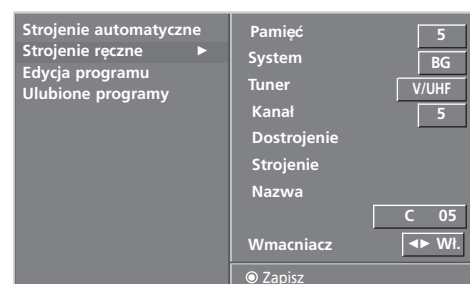 Strojenie automatyczne
Strojenie ręczne ►
Edycja programu
Ulubione programy
Pamięć 5
System BG
Tuner V/UHF
Kanał 5
Dostrojenie
Strojenie
Nazwa
C 05
Wmacniacz ◄► Wł.
◉ Zapisz